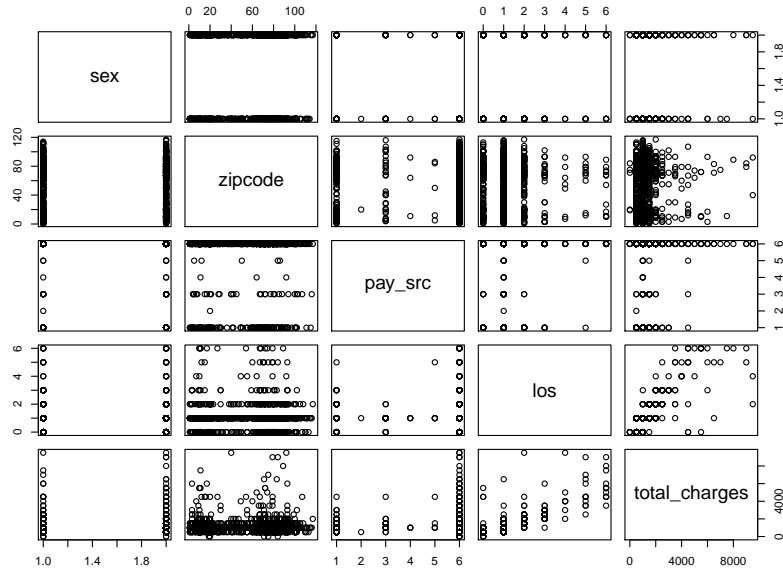 0 20 60 100
0 1 2 3 4 5 6
sex
1.0 1.4 1.8
0 40 80 120
zipcode
pay_src
1 2 3 4 5 6
0 2 4 6
los
total_charges
0 4000
1.0 1.4 1.8
1 2 3 4 5 6
0 4000 8000